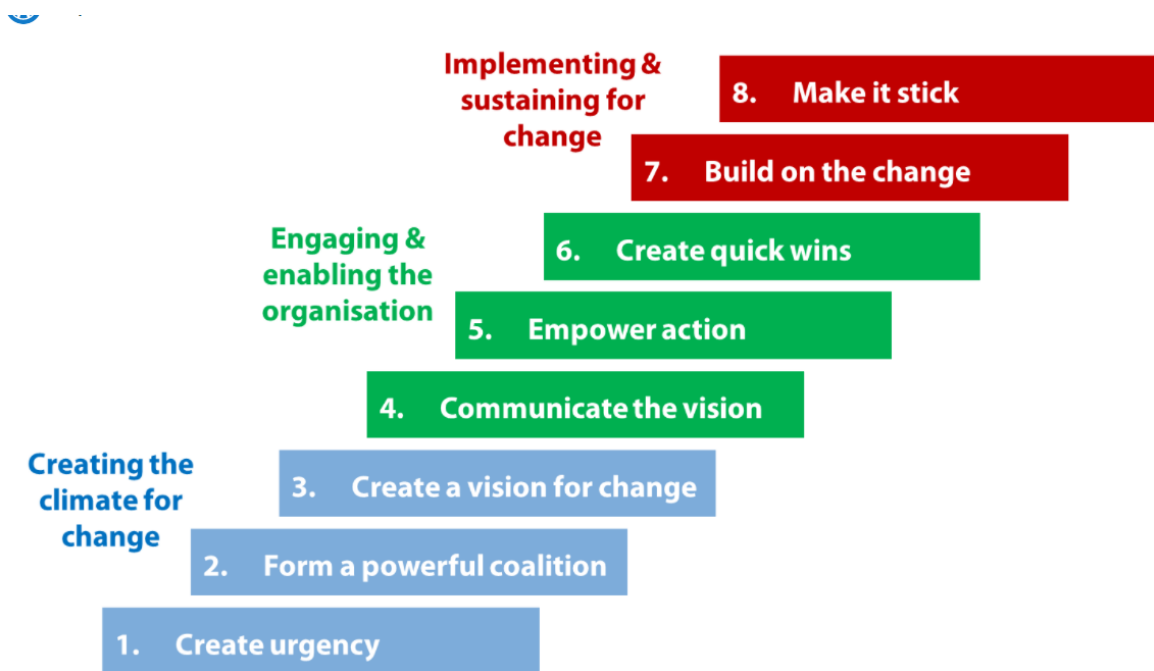 Implementing &
sustaining for
change
8. Make it stick
7. Build on the change
Engaging &
enabling the
organisation
6. Create quick wins
5. Empower action
4. Communicate the vision
Creating the
climate for
change
3. Create a vision for change
2. Form a powerful coalition
1. Create urgency